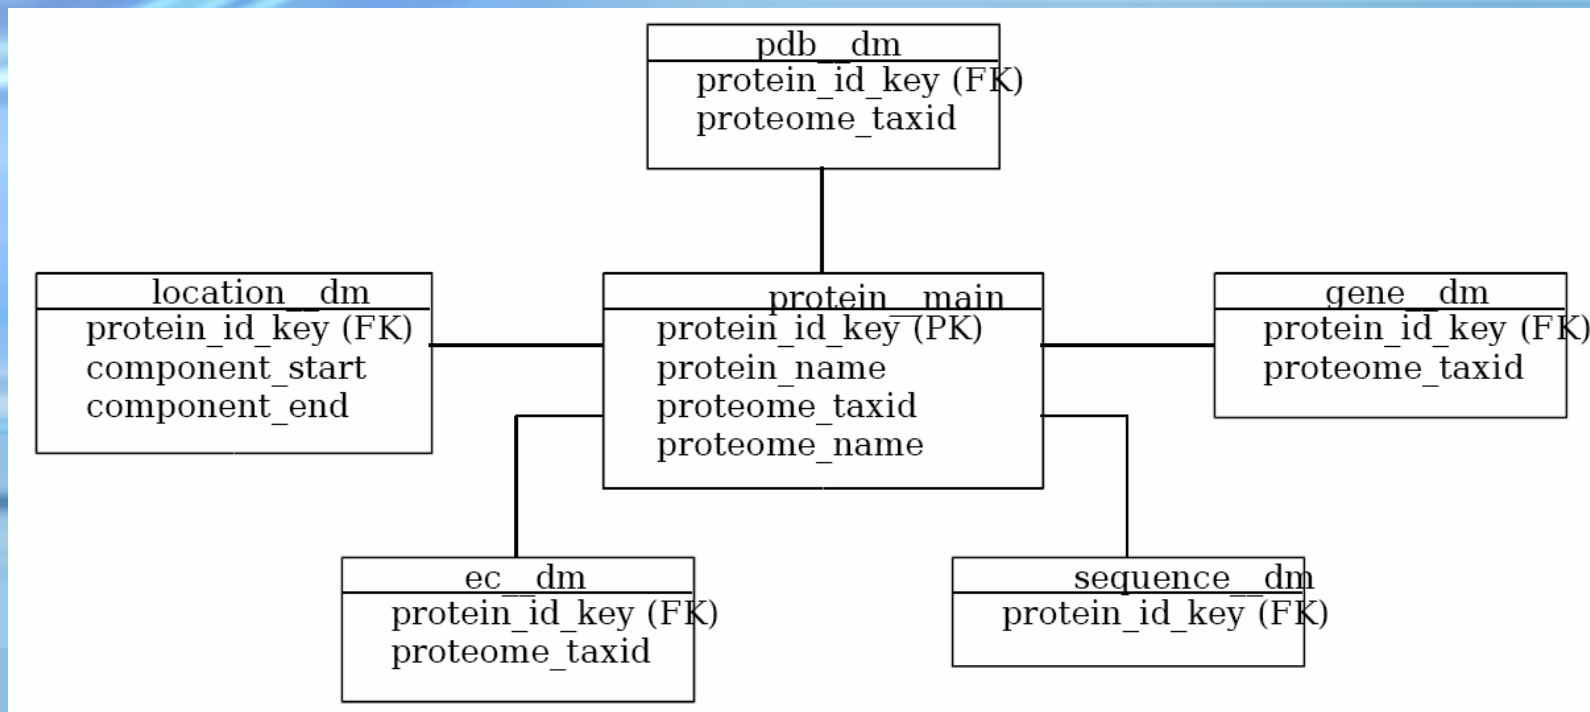 pdb__dm
protein_id_key (FK)
proteome_taxid
location__dm
protein_id_key (FK)
component_start
component_end
protein__main
protein_id_key (PK)
protein_name
proteome_taxid
proteome_name
gene__dm
protein_id_key (FK)
proteome_taxid
ec__dm
protein_id_key (FK)
proteome_taxid
sequence__dm
protein_id_key (FK)